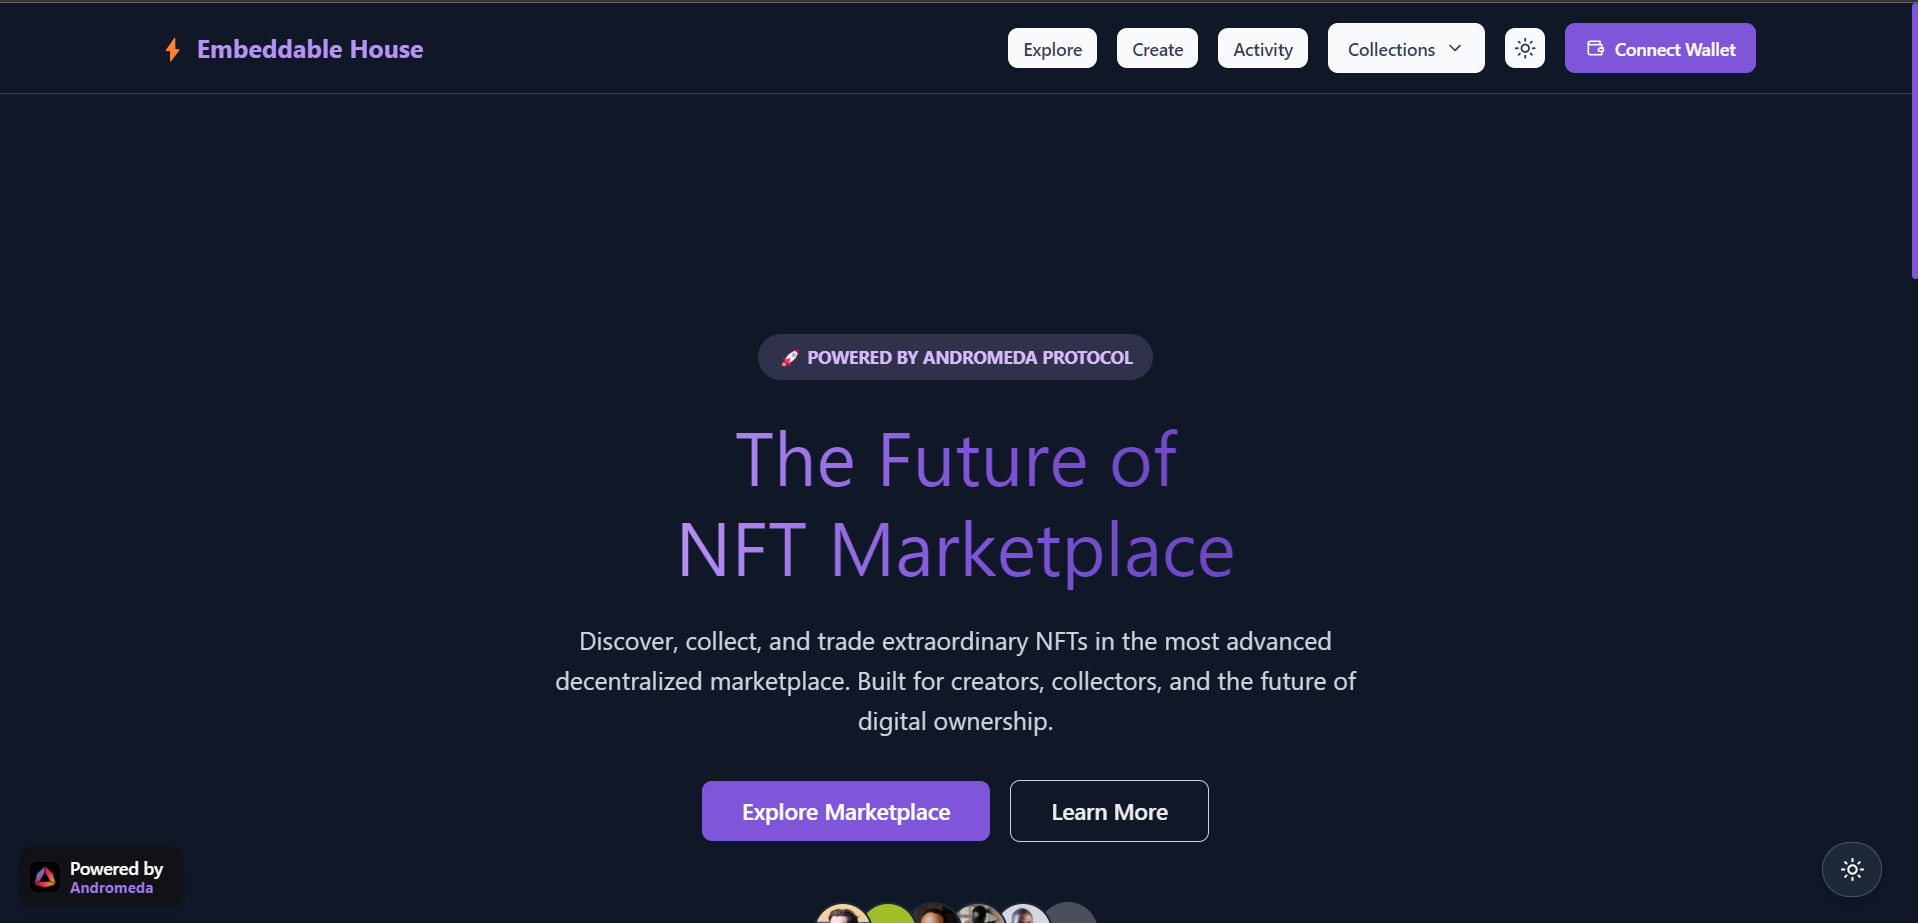 Embeddable House
Explore
Create
Activity
Collections
Connect Wallet
🚀 POWERED BY ANDROMEDA PROTOCOL
The Future of
NFT Marketplace
Discover, collect, and trade extraordinary NFTs in the most advanced
decentralized marketplace. Built for creators, collectors, and the future of
digital ownership.
Explore Marketplace
Learn More
Powered by
Andromeda